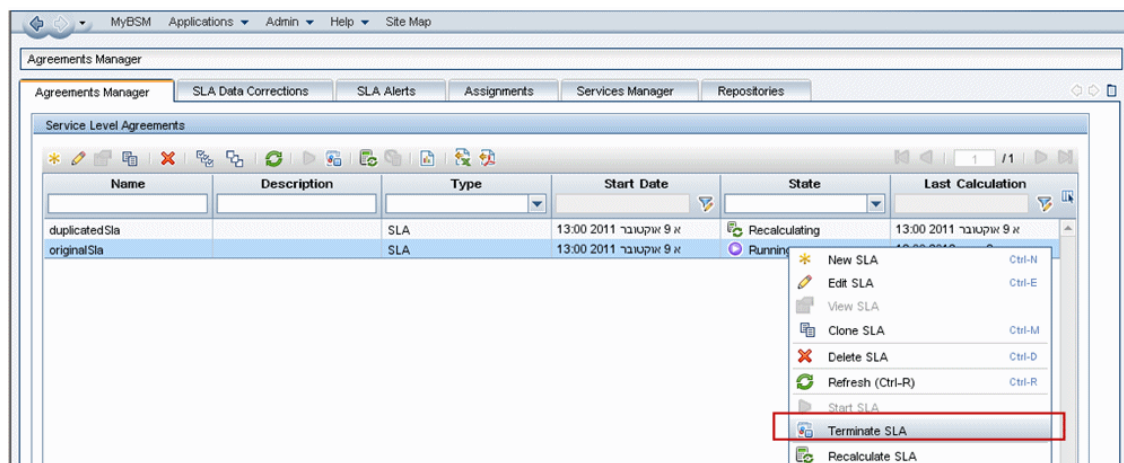 MyBSM Applications Admin Help Site Map
Agreements Manager
Agreements Manager SLA Data Corrections SLA Alerts Assignments Services Manager Repositories
Service Level Agreements
1 /1
Name Description Type Start Date State Last Calculation
duplicatedSla SLA א 9 אוקטובר 2011 13:00 Recalculating א 9 אוקטובר 2011 13:00
originalSla SLA א 9 אוקטובר 2011 13:00 Running
New SLA Ctrl-N
Edit SLA Ctrl-E
View SLA
Clone SLA Ctrl-M
Delete SLA Ctrl-D
Refresh (Ctrl-R) Ctrl-R
Start SLA
Terminate SLA
Recalculate SLA